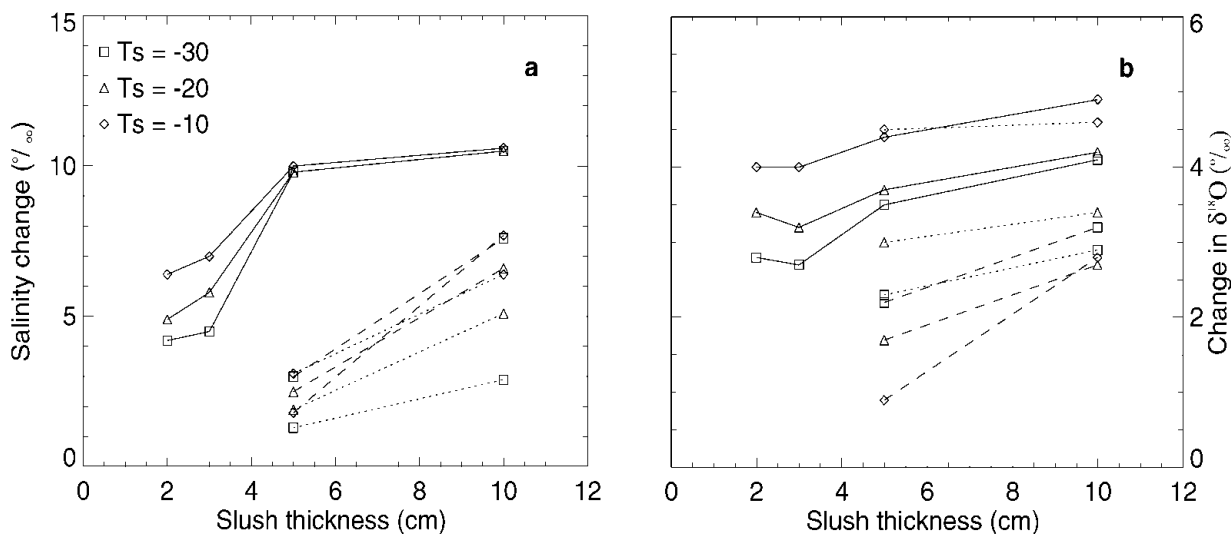 15
10
5
0
Salinity change (°/∞)
Ts = -30
Ts = -20
Ts = -10
a
0 2 4 6 8 10 12
Slush thickness (cm)
b
6
4
2
0
Change in δ¹⁸O (°/∞)
0 2 4 6 8 10 12
Slush thickness (cm)